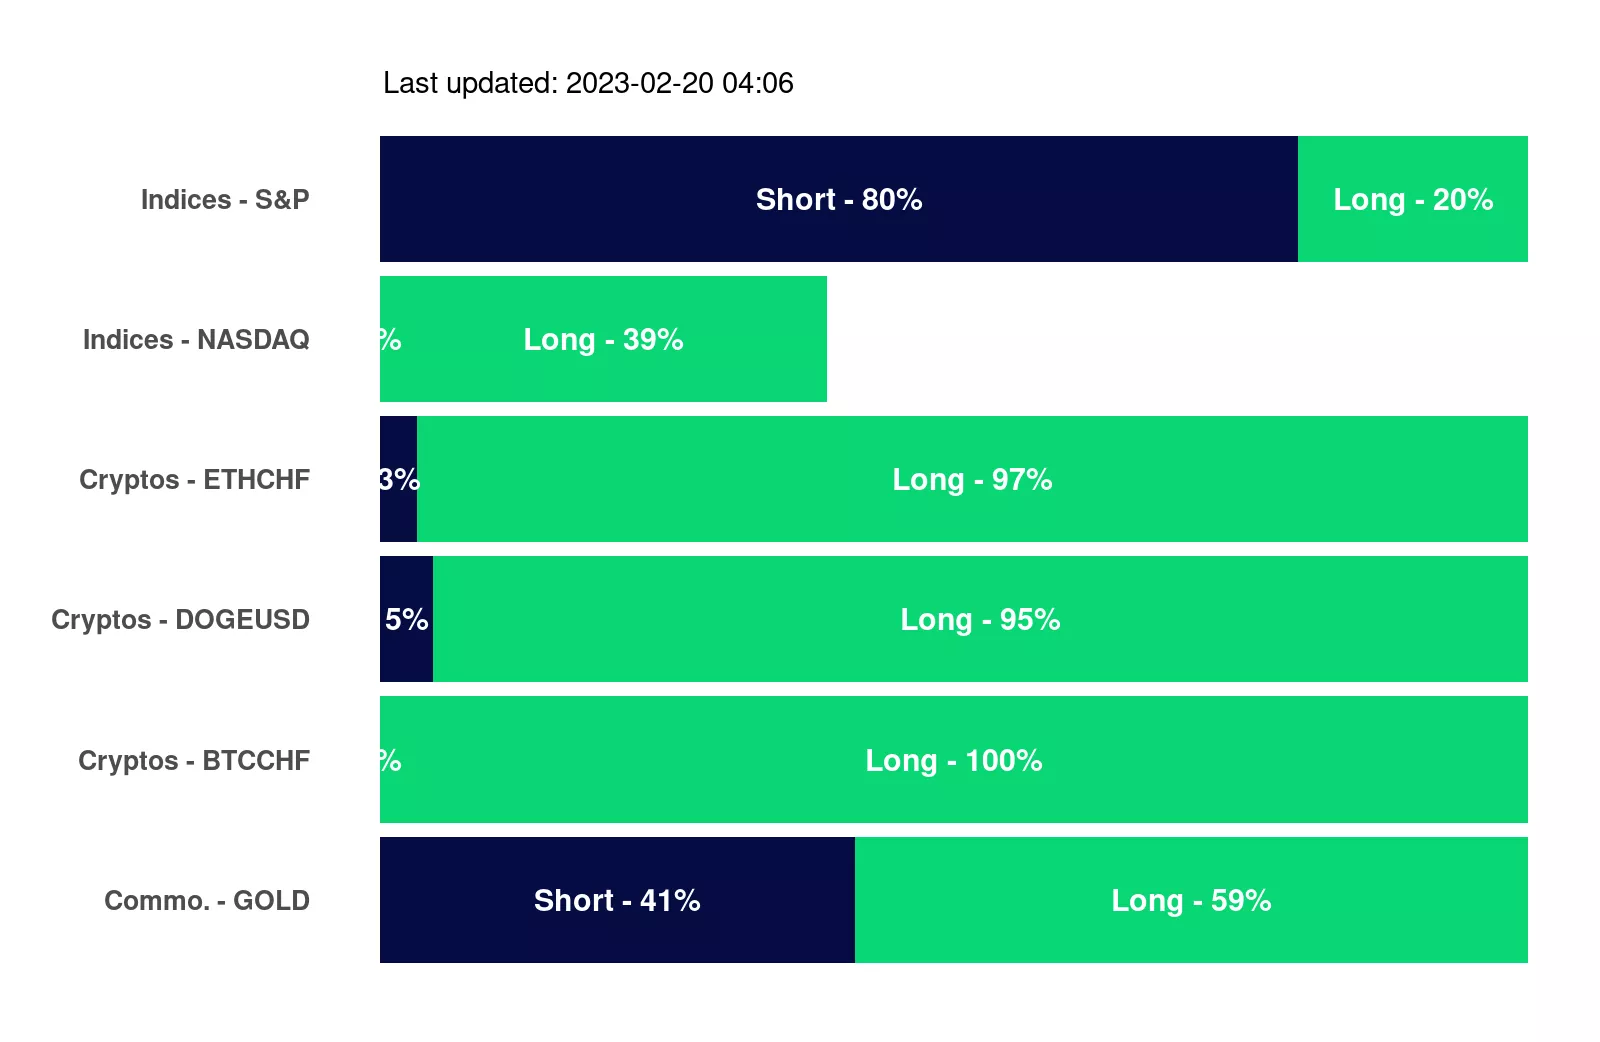 Last updated: 2023-02-20 04:06
Indices - S&P
Short - 80%
Long - 20%
Indices - NASDAQ
%
Long - 39%
Cryptos - ETHCHF
3%
Long - 97%
Cryptos - DOGEUSD
5%
Long - 95%
Cryptos - BTCCHF
%
Long - 100%
Commo. - GOLD
Short - 41%
Long - 59%